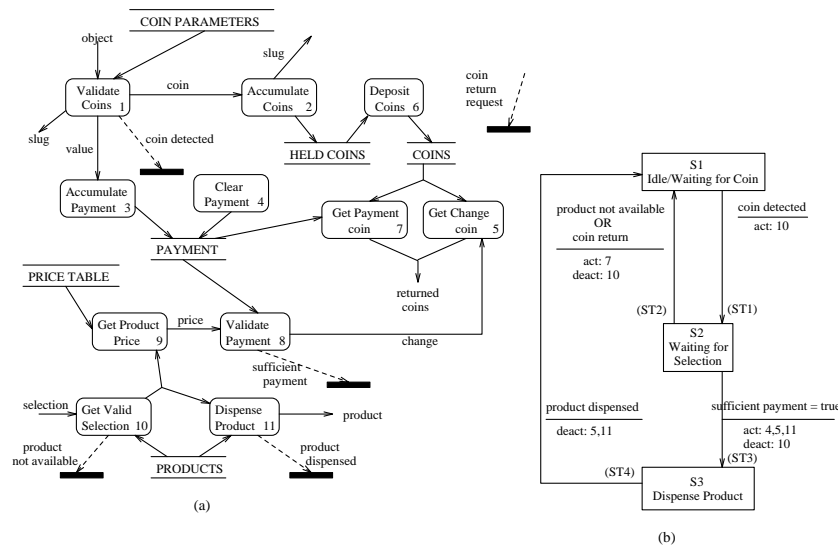 COIN PARAMETERS
object
slug
coin
return
request
Validate
Coins 1
coin
Accumulate
Coins 2
Deposit
Coins 6
slug
value
coin detected
HELD COINS
COINS
Accumulate
Payment 3
Clear
Payment 4
Get Payment
coin 7
Get Change
coin 5
PAYMENT
returned
coins
PRICE TABLE
Get Product
Price 9
price
Validate
Payment 8
change
sufficient
payment
selection
Get Valid
Selection 10
Dispense
Product 11
product
product
not available
PRODUCTS
product
dispensed
(a)
S1
Idle/Waiting for Coin
product not available
OR
coin return
act: 7
deact: 10
coin detected
act: 10
(ST2)
(ST1)
S2
Waiting for
Selection
product dispensed
deact: 5,11
sufficient payment = true
act: 4,5,11
deact: 10
(ST4)
(ST3)
S3
Dispense Product
(b)